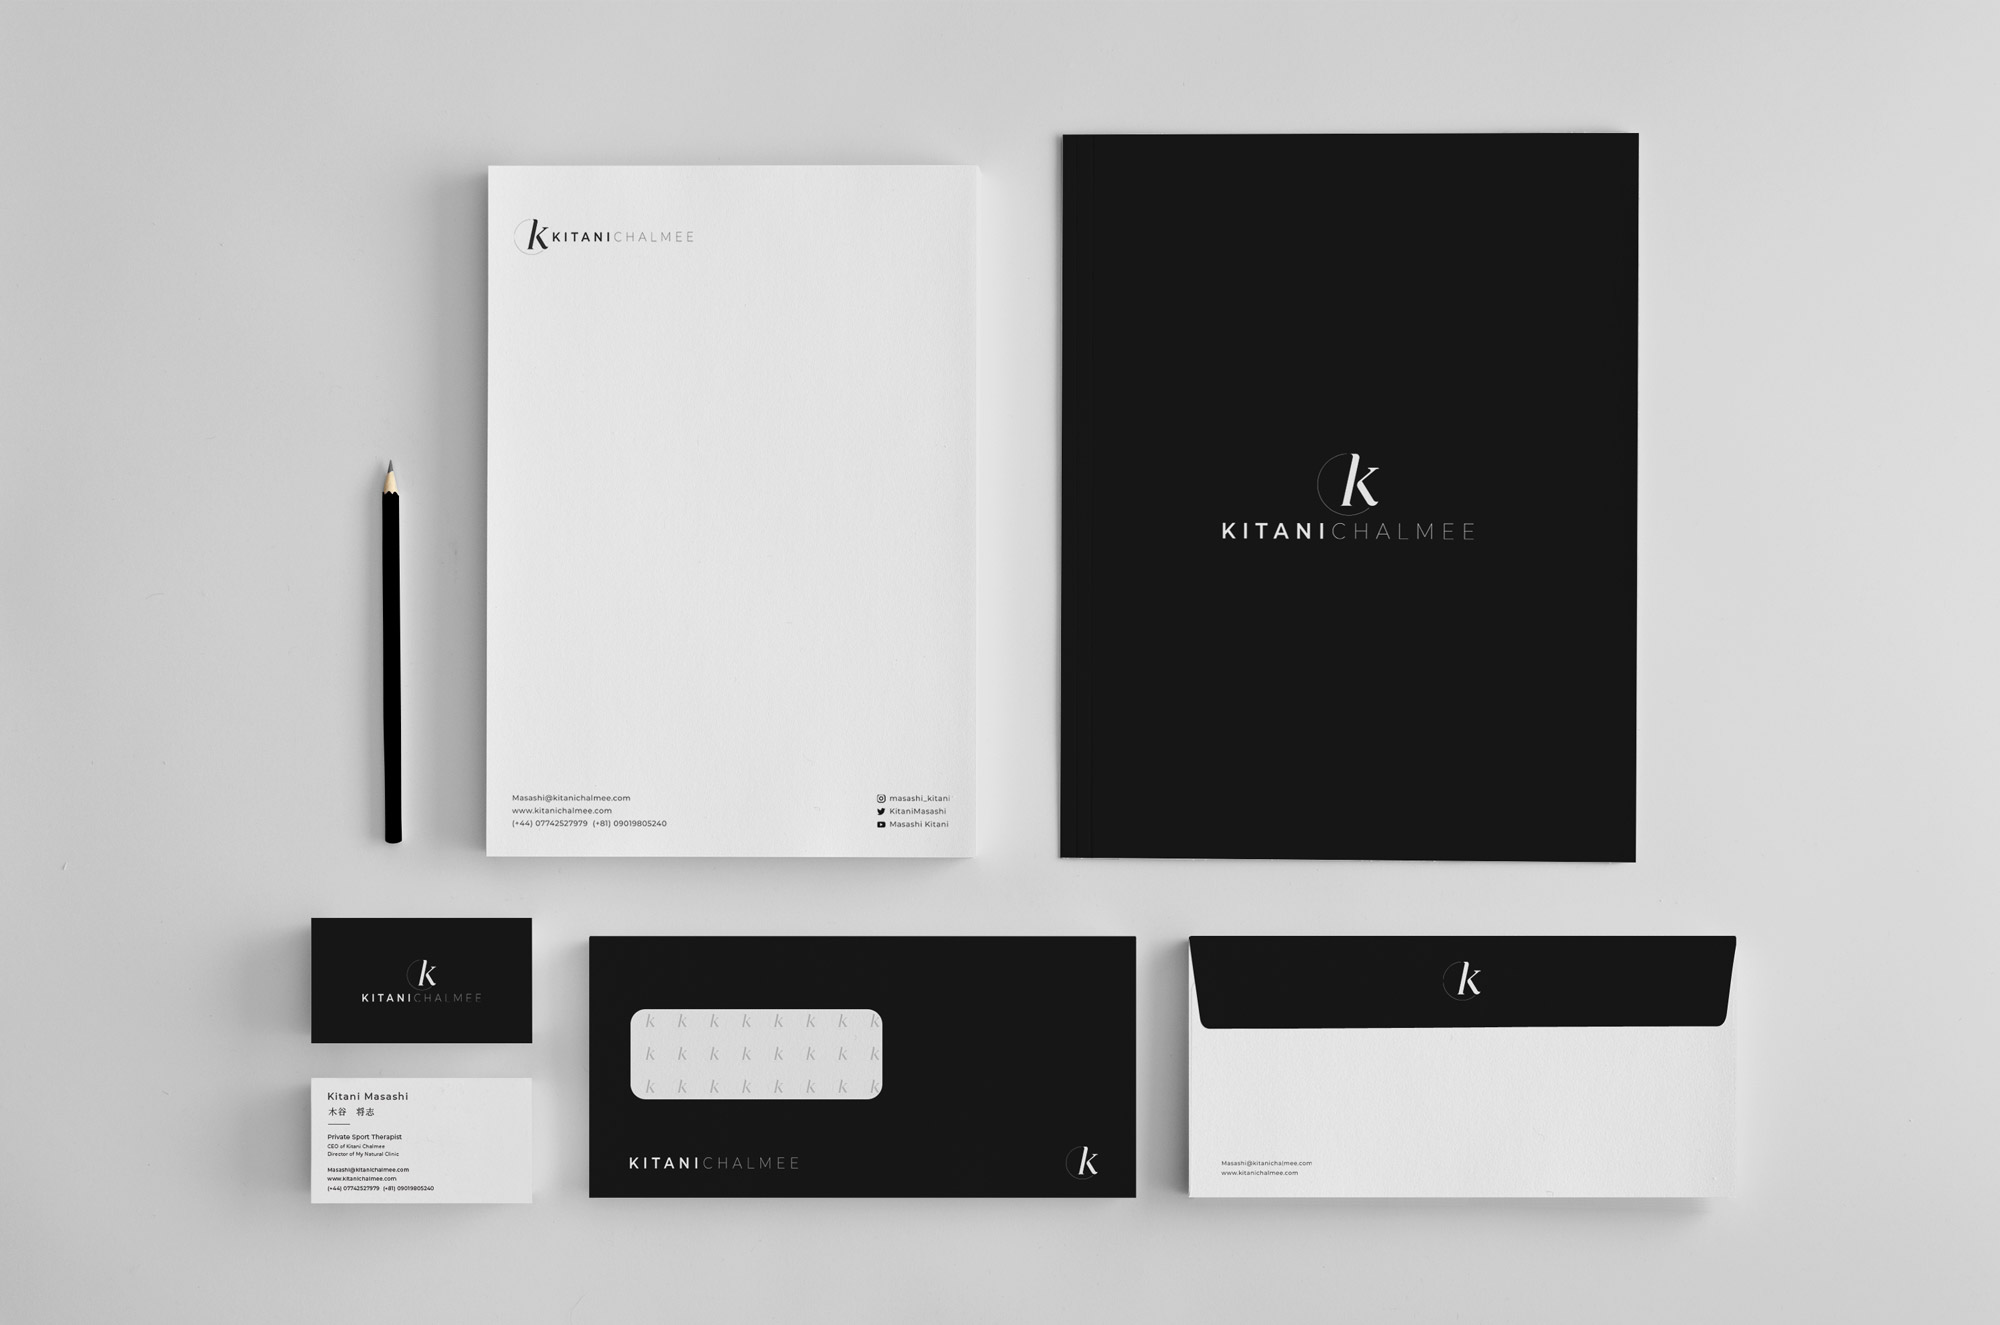 k KITANICHALMEE
Masashi@kitanichalmee.com
www.kitanichalmee.com
(+44) 07742527979 (+81) 09019805240
masashi_kitani
KitaniMasashi
Masashi Kitani
k
KITANICHALMEE
k
KITANICHALMEE
Kitani Masashi
木谷 将志
Private Sport Therapist
CEO of Kitani Chalmee
Director of My Natural Clinic
Masashi@kitanichalmee.com
www.kitanichalmee.com
(+44) 07742527979 (+81) 09019805240
k k k k k k k k
k k k k k k k k
k k k k k k k k
KITANICHALMEE
k
k
Masashi@kitanichalmee.com
www.kitanichalmee.com